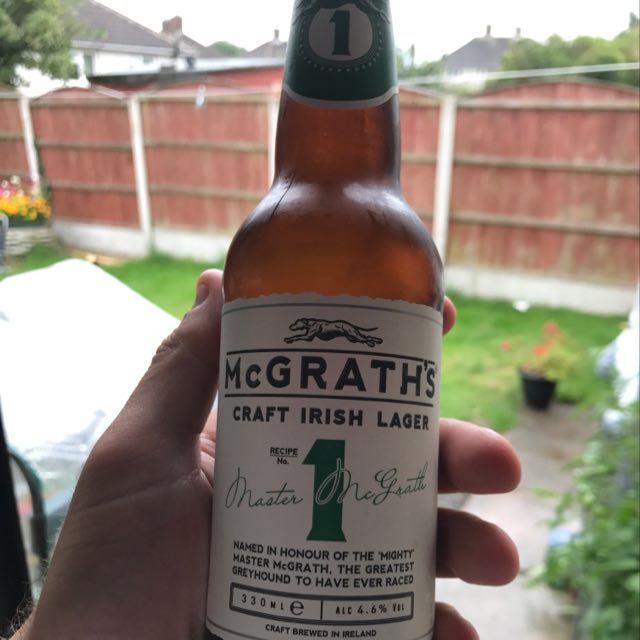 1
McGRATH'S
CRAFT IRISH LAGER
RECIPE
No.
1
Master McGrath
NAMED IN HONOUR OF THE 'MIGHTY'
MASTER McGRATH, THE GREATEST
GREYHOUND TO HAVE EVER RACED
330ML ℮ ALC 4.6% VOL
CRAFT BREWED IN IRELAND